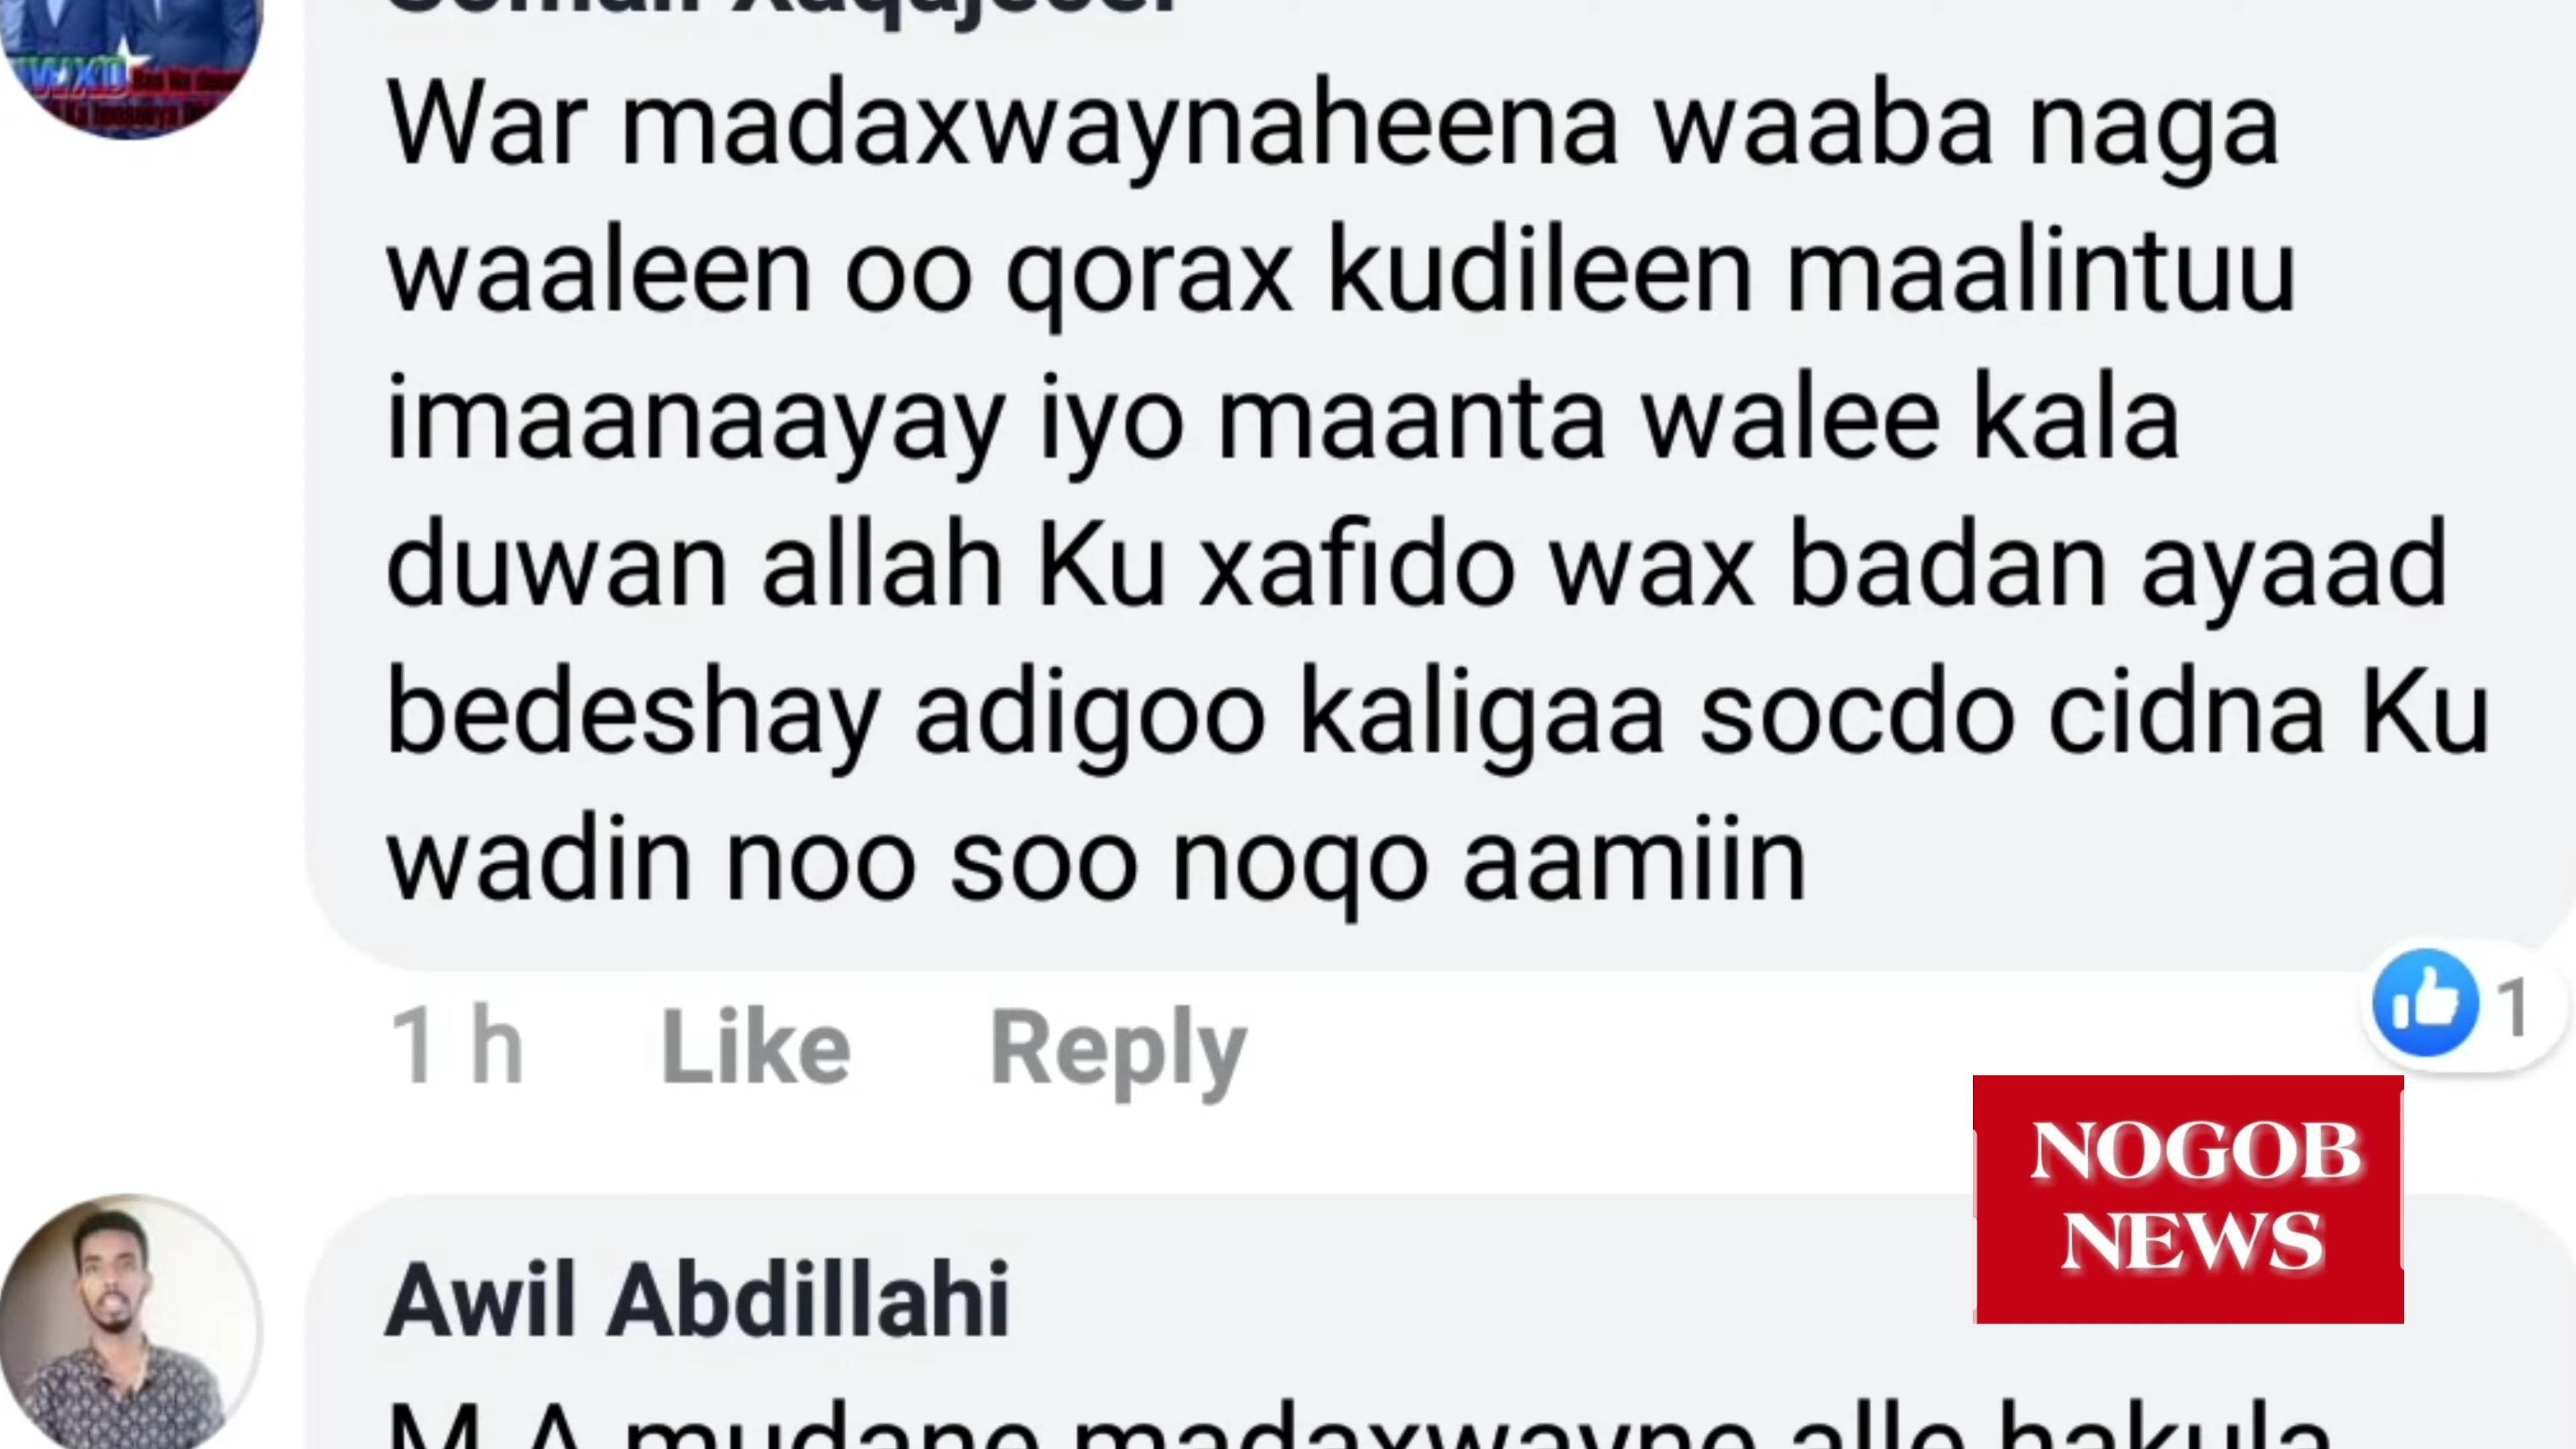 Somali Xaqajecel
War madaxwaynaheena waaba naga
waaleen oo qorax kudileen maalintuu
imaanaayay iyo maanta walee kala
duwan allah Ku xafido wax badan ayaad
bedeshay adigoo kaligaa socdo cidna Ku
wadin noo soo noqo aamiin
1 h Like Reply
1
NOGOB
NEWS
Awil Abdillahi
M.A mudane madaxwayne alle hakula